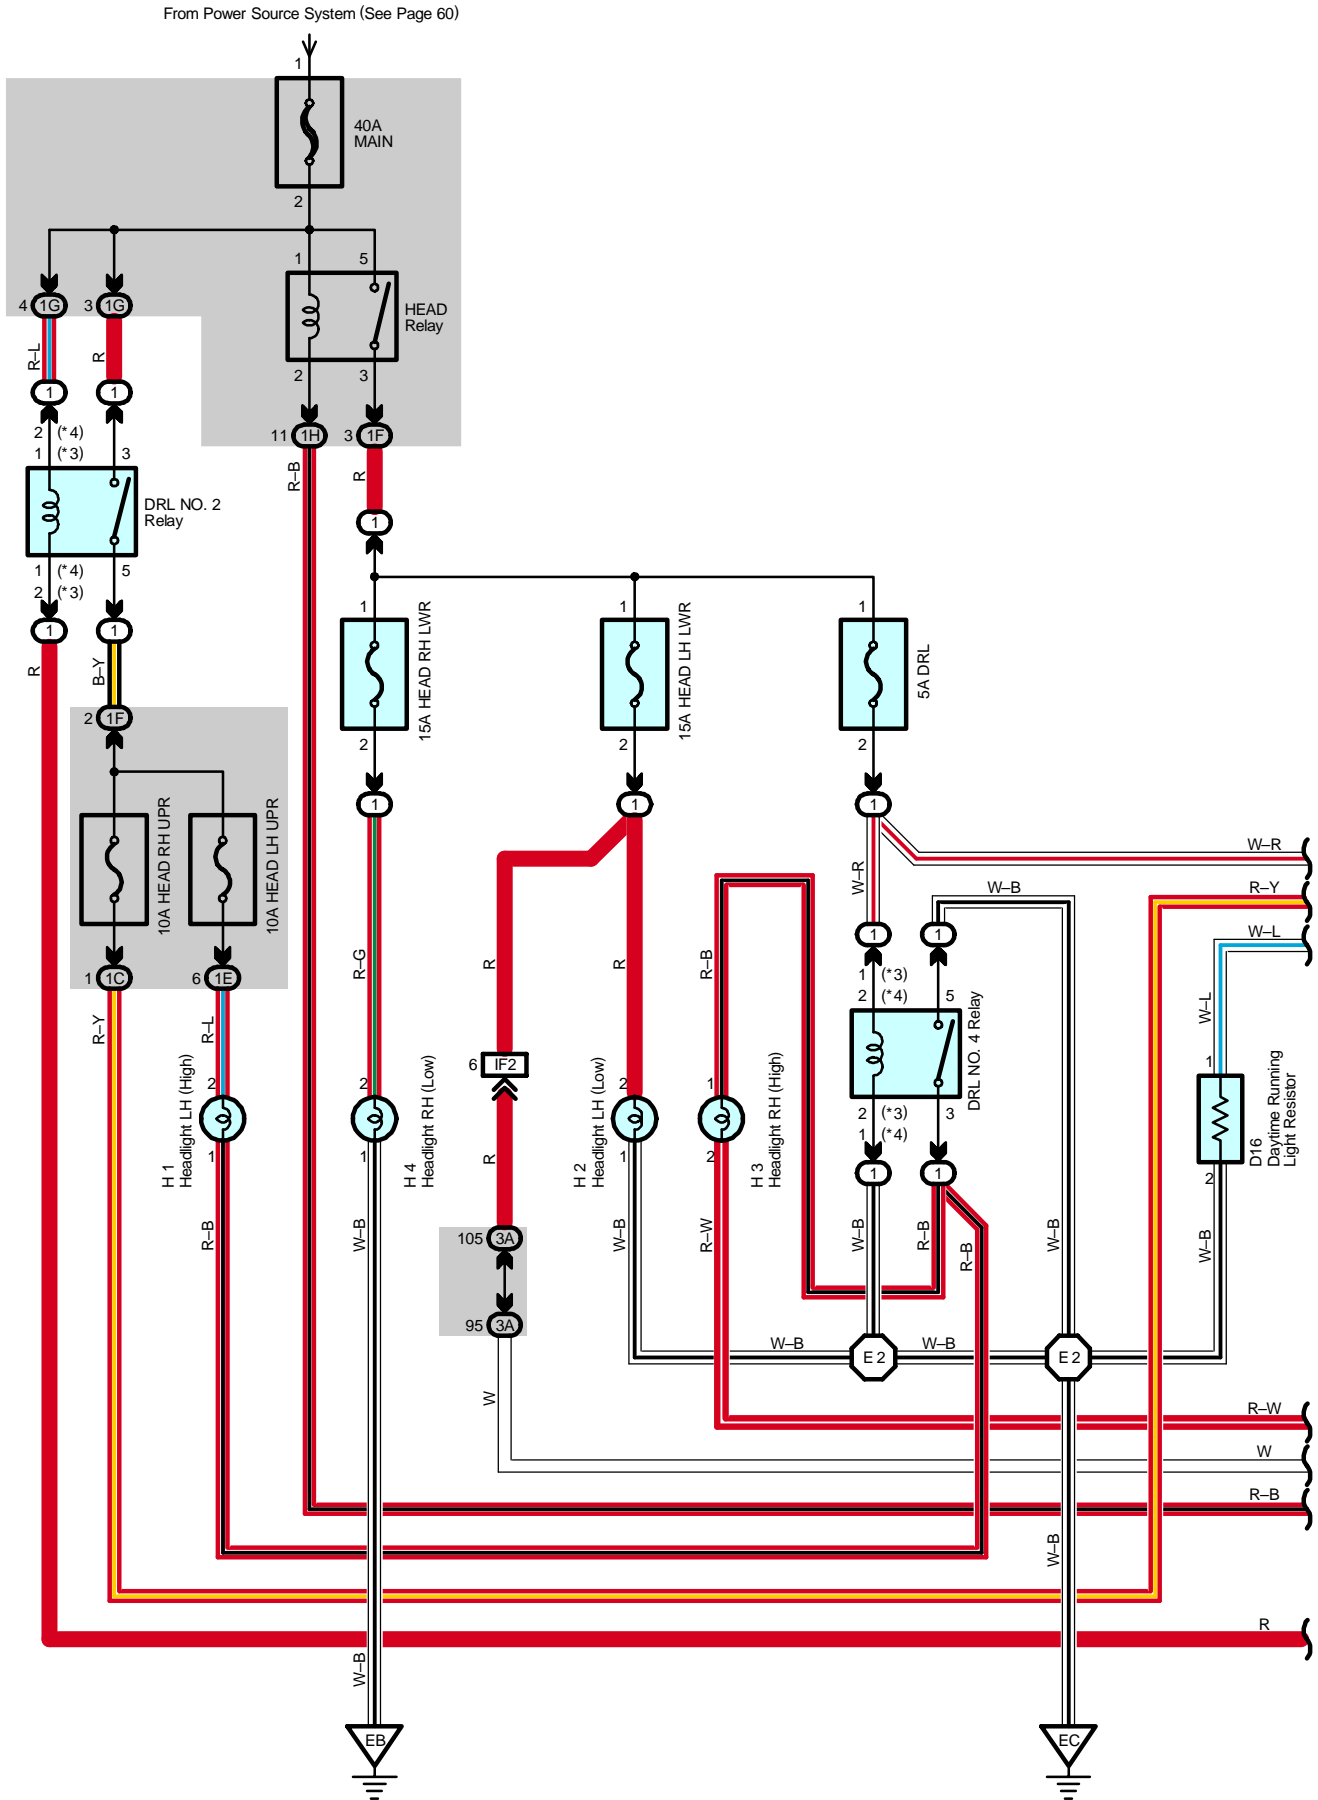 From Power Source System (See Page 60)
1
40A
MAIN
2
1
5
4
1G
3
1G
HEAD
Relay
R–L
R
1
1
2
3
2 (*4)
1 (*3)
3
11
1H
3
1F
R–B
R
DRL NO. 2
Relay
1
1 (*4)
2 (*3)
5
1
1
R
B–Y
1
1
1
15A HEAD RH LWR
15A HEAD LH LWR
5A DRL
2
1F
2
2
2
1
1
1
10A HEAD RH UPR
10A HEAD LH UPR
W–R
W–R
R–Y
W–B
W–L
1
1
1
1C
6
1E
R–G
R
R
R–B
1 (*3)
2 (*4)
5
R–Y
R–L
W–L
DRL NO. 4 Relay
6
IF2
1
2
2
2
1
H 1
Headlight LH (High)
H 4
Headlight RH (Low)
H 2
Headlight LH (Low)
H 3
Headlight RH (High)
D16
Daytime Running
Light Resistor
2 (*3)
1 (*4)
3
1
1
R
1
2
1
1
2
R–B
W–B
105
3A
W–B
R–W
W–B
R–B
R–B
W–B
W–B
95
3A
W–B
E 2
W–B
E 2
W
R–W
W
R–B
W–B
R
W–B
EB
EC